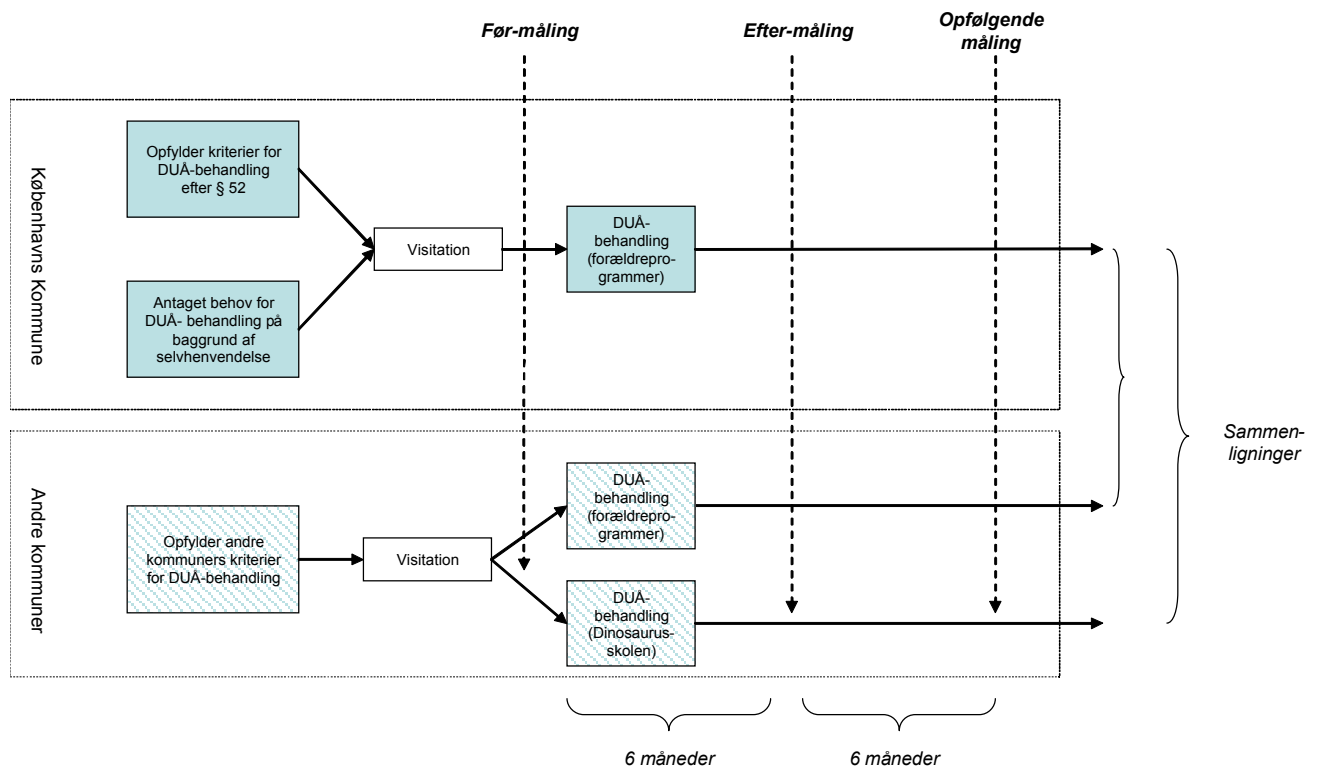 Før-måling
Efter-måling
Opfølgende
måling
Københavns Kommune
Opfylder kriterier for
DUÅ-behandling
efter § 52
Antaget behov for
DUÅ- behandling på
baggrund af
selvhenvendelse
Visitation
DUÅ-
behandling
(forældrepro-
grammer)
Andre kommuner
Opfylder andre
kommuners kriterier
for DUÅ-behandling
Visitation
DUÅ-
behandling
(forældrepro-
grammer)
DUÅ-
behandling
(Dinosaurus-
skolen)
Sammen-
ligninger
6 måneder
6 måneder